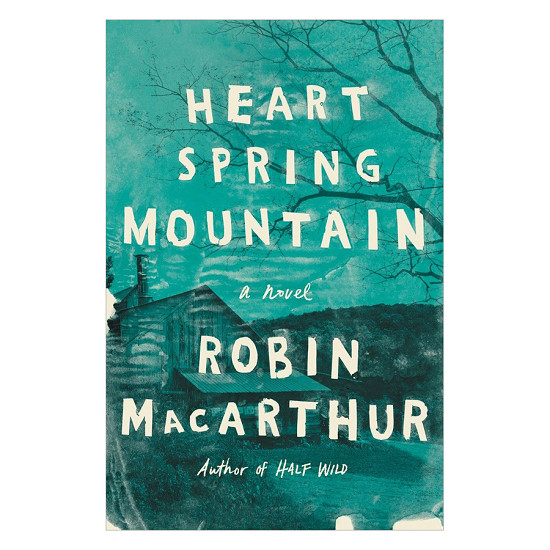 HEART
SPRING
MOUNTAIN
a novel
ROBIN
MACARTHUR
Author of HALF WILD